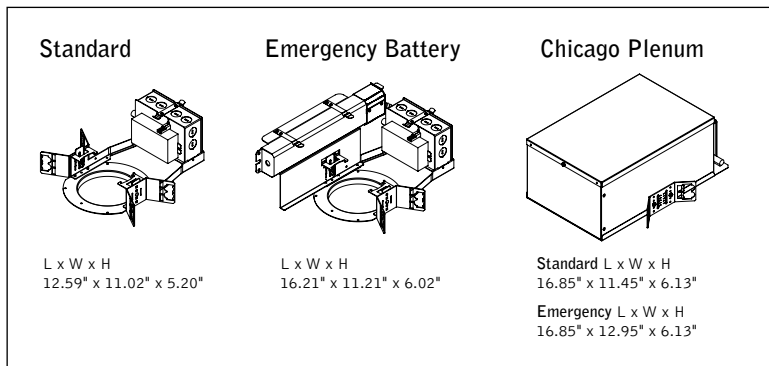 Standard
Emergency Battery
Chicago Plenum
L x W x H
12.59" x 11.02" x 5.20"
L x W x H
16.21" x 11.21" x 6.02"
Standard L x W x H
16.85" x 11.45" x 6.13"
Emergency L x W x H
16.85" x 12.95" x 6.13"